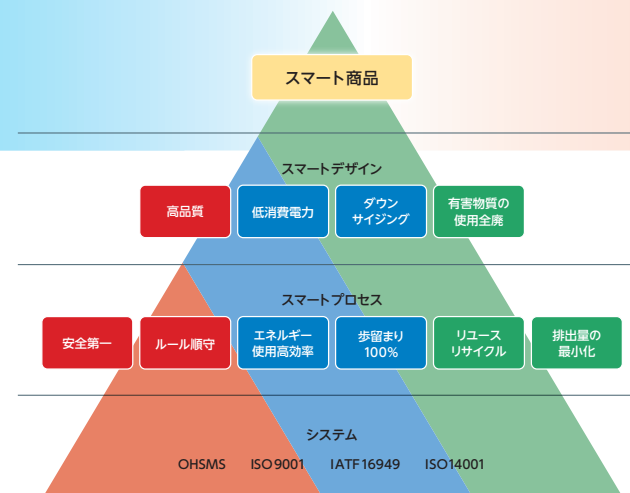 スマート商品
スマートデザイン
高品質
低消費電力
ダウン
サイジング
有害物質の
使用全廃
スマートプロセス
安全第一
ルール順守
エネルギー
使用高効率
歩留まり
100%
リユース
リサイクル
排出量の
最小化
システム
OHSMS ISO9001 IATF16949 ISO14001